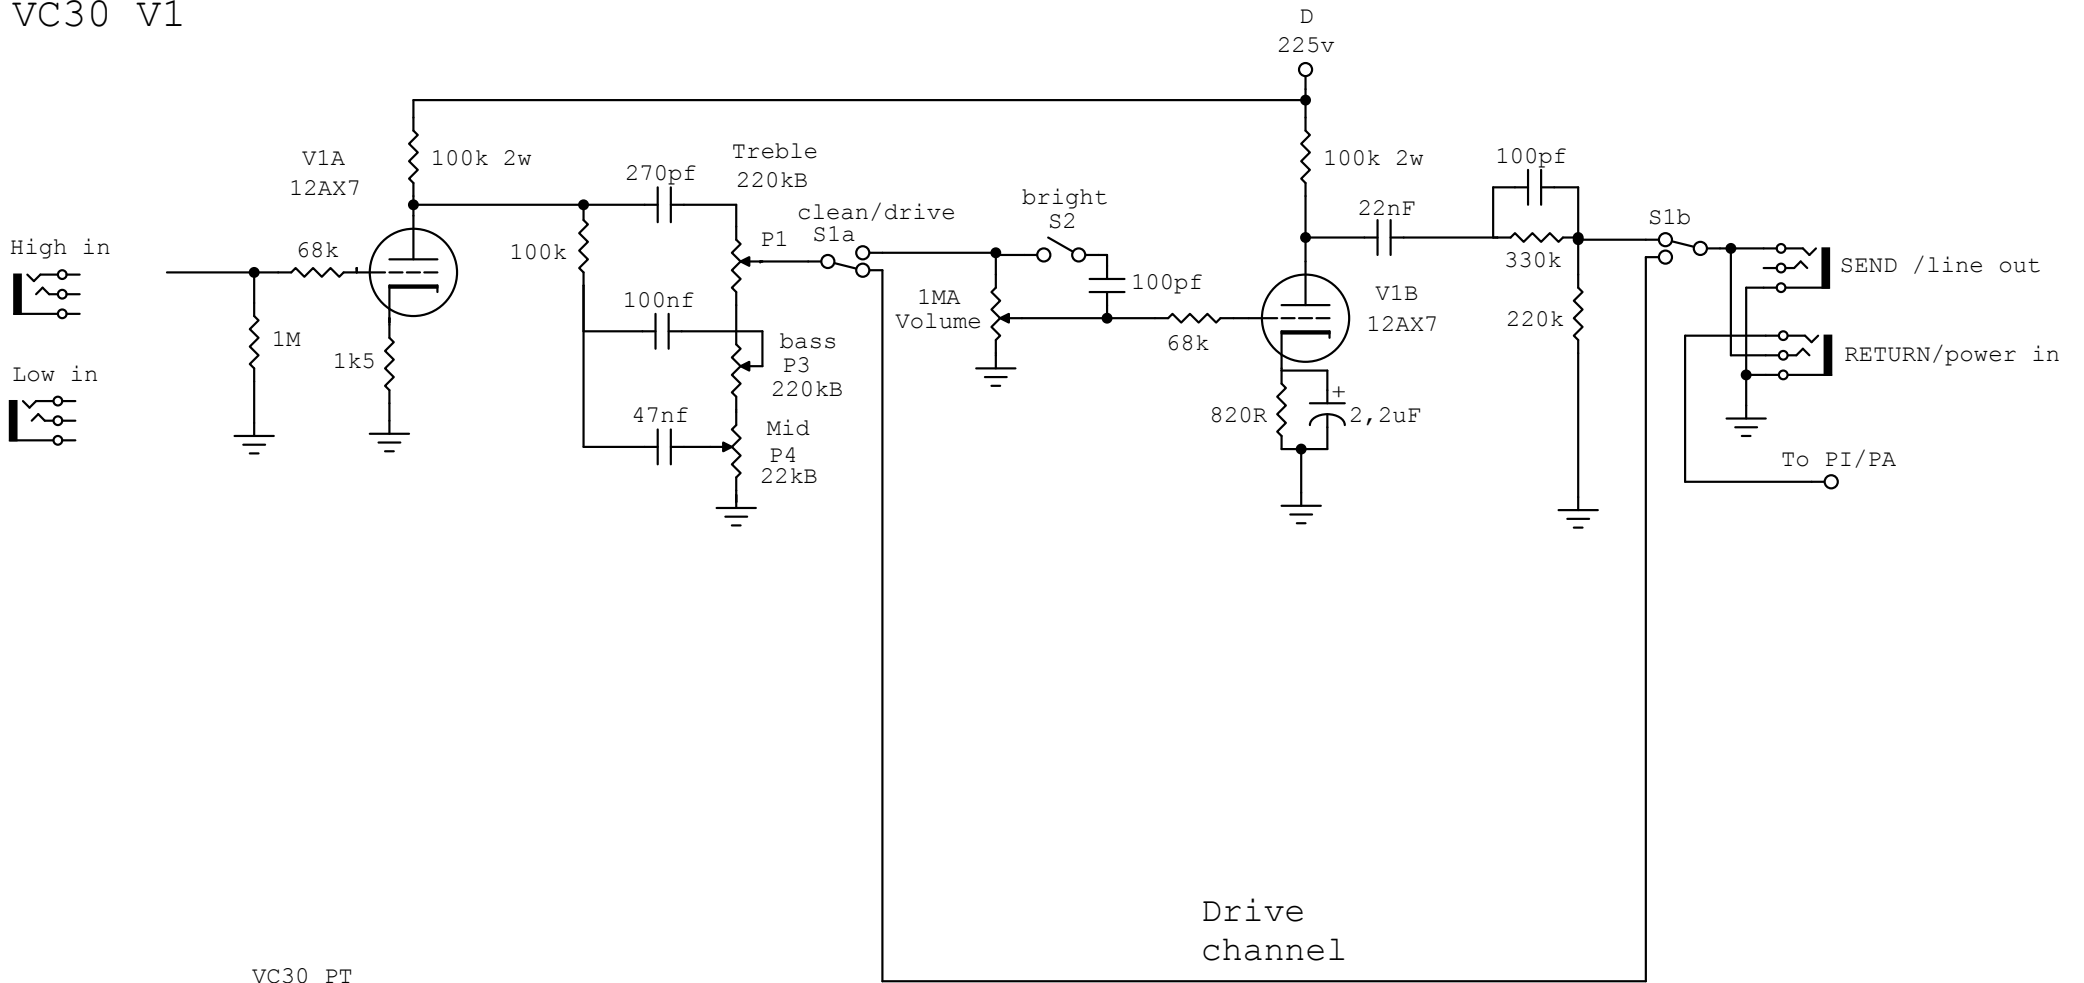 VC30 V1
D
225v
V1A
12AX7
100k 2w
270pf
Treble
220kB
P1
clean/drive
S1a
bright
S2
100k 2w
22nF
100pf
330k
S1b
High in
68k
100k
SEND /line out
1M
1k5
100nf
bass
P3
220kB
1MA
Volume
100pf
68k
V1B
12AX7
220k
RETURN/power in
Low in
47nf
Mid
P4
22kB
820R
+
2,2uF
To PI/PA
Drive
channel
VC30 PT